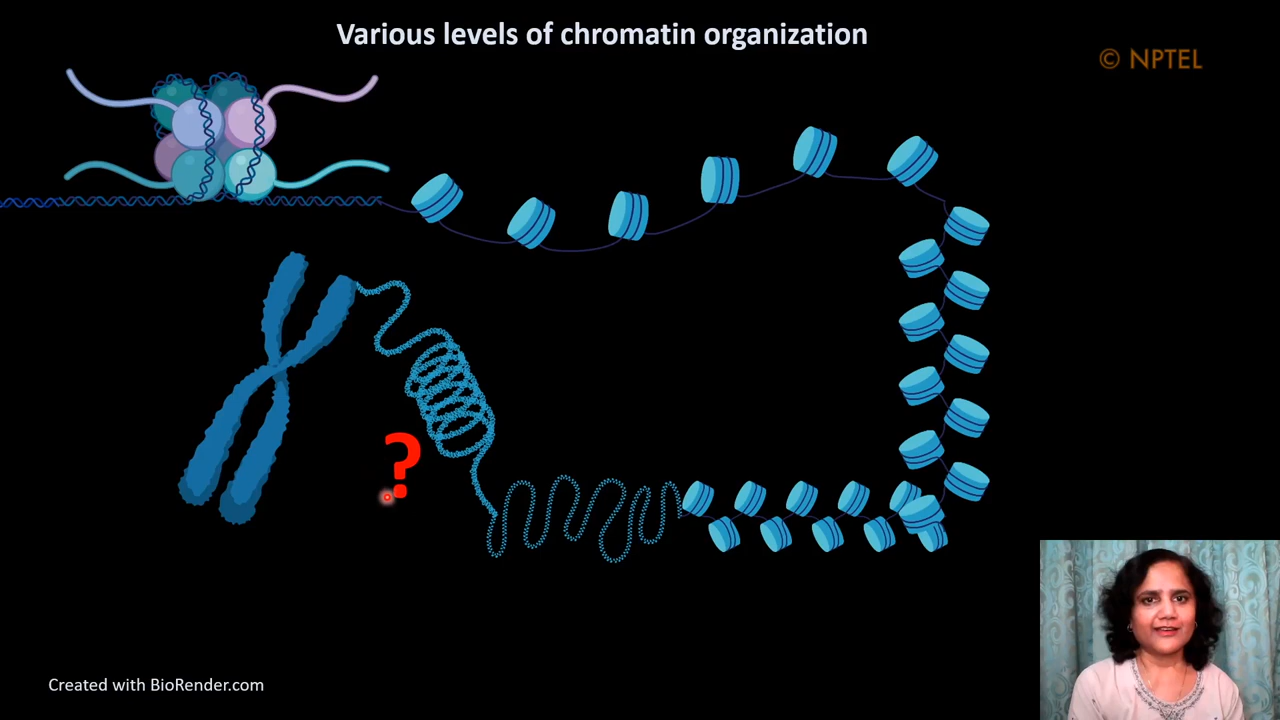 Various levels of chromatin organization
© NPTEL
?
Created with BioRender.com